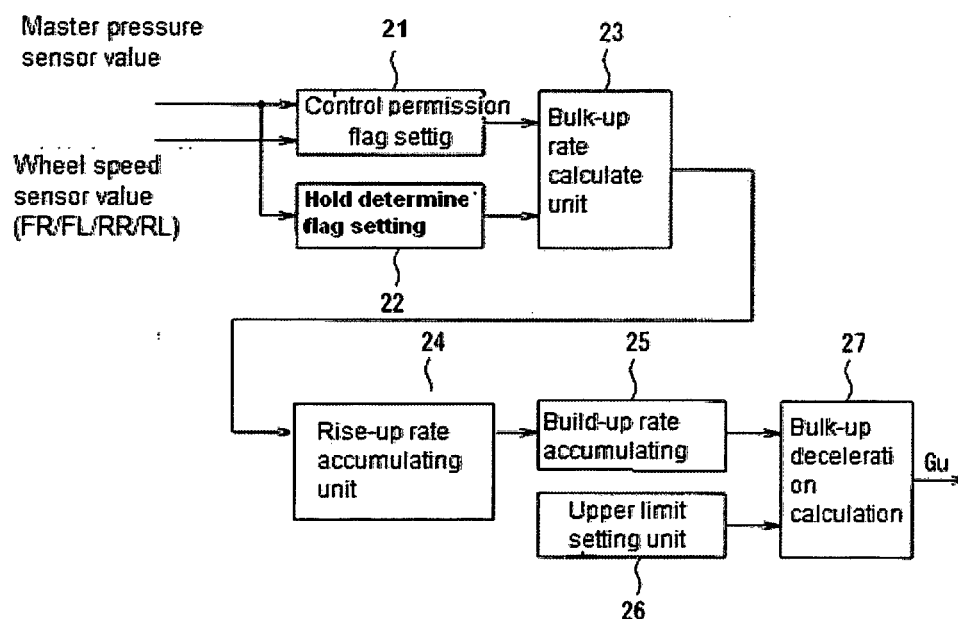 Master pressure
sensor value
21
23
Control permission
flag settig
Bulk-up
rate
calculate
unit
Wheel speed
sensor value
(FR/FL/RR/RL)
Hold determine
flag setting
22
24
25
27
Rise-up rate
accumulating
unit
Build-up rate
accumulating
Bulk-up
decelerati
on
calculation
Gu
Upper limit
setting unit
26